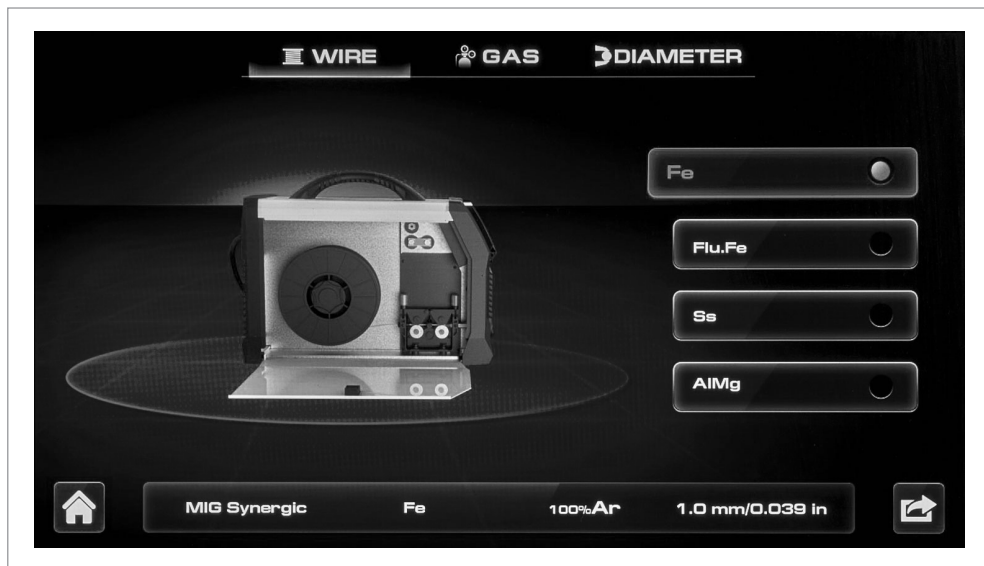 WIRE GAS DIAMETER
Fe
Flu.Fe
Ss
AlMg
MIG Synergic Fe 100%Ar 1.0 mm/0.039 in